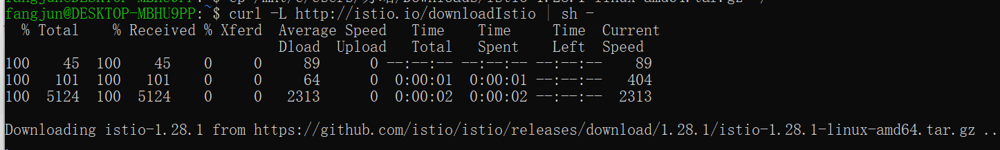 fangjun@DESKTOP-MBHU9PP:~$ curl -L http://istio.io/downloadIstio | sh -
% Total % Received % Xferd Average Speed Time Time Time Current
Dload Upload Total Spent Left Speed
100 45 100 45 0 0 89 0 --:--:-- --:--:-- --:--:-- 89
100 101 100 101 0 0 64 0 0:00:01 0:00:01 --:--:-- 404
100 5124 100 5124 0 0 2313 0 0:00:02 0:00:02 --:--:-- 2313
Downloading istio-1.28.1 from https://github.com/istio/istio/releases/download/1.28.1/istio-1.28.1-linux-amd64.tar.gz ..